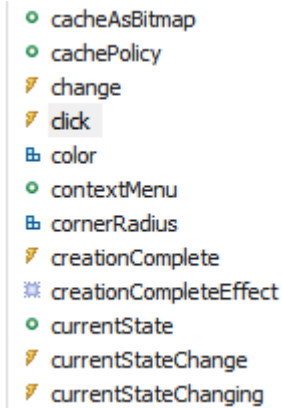 cacheAsBitmap
cachePolicy
change
click
color
contextMenu
cornerRadius
creationComplete
creationCompleteEffect
currentState
currentStateChange
currentStateChanging